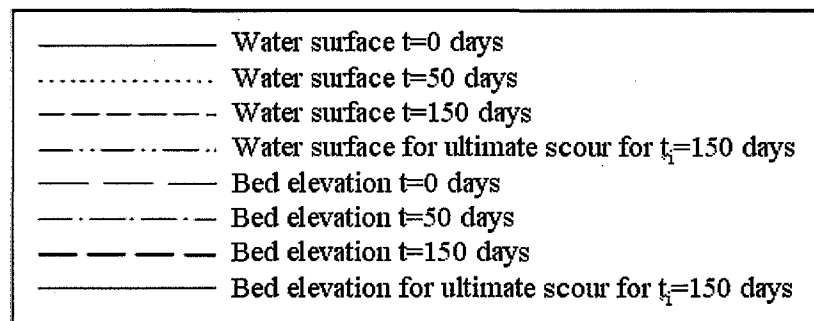 Water surface t=0 days
Water surface t=50 days
Water surface t=150 days
Water surface for ultimate scour for tᵢ=150 days
Bed elevation t=0 days
Bed elevation t=50 days
Bed elevation t=150 days
Bed elevation for ultimate scour for tᵢ=150 days